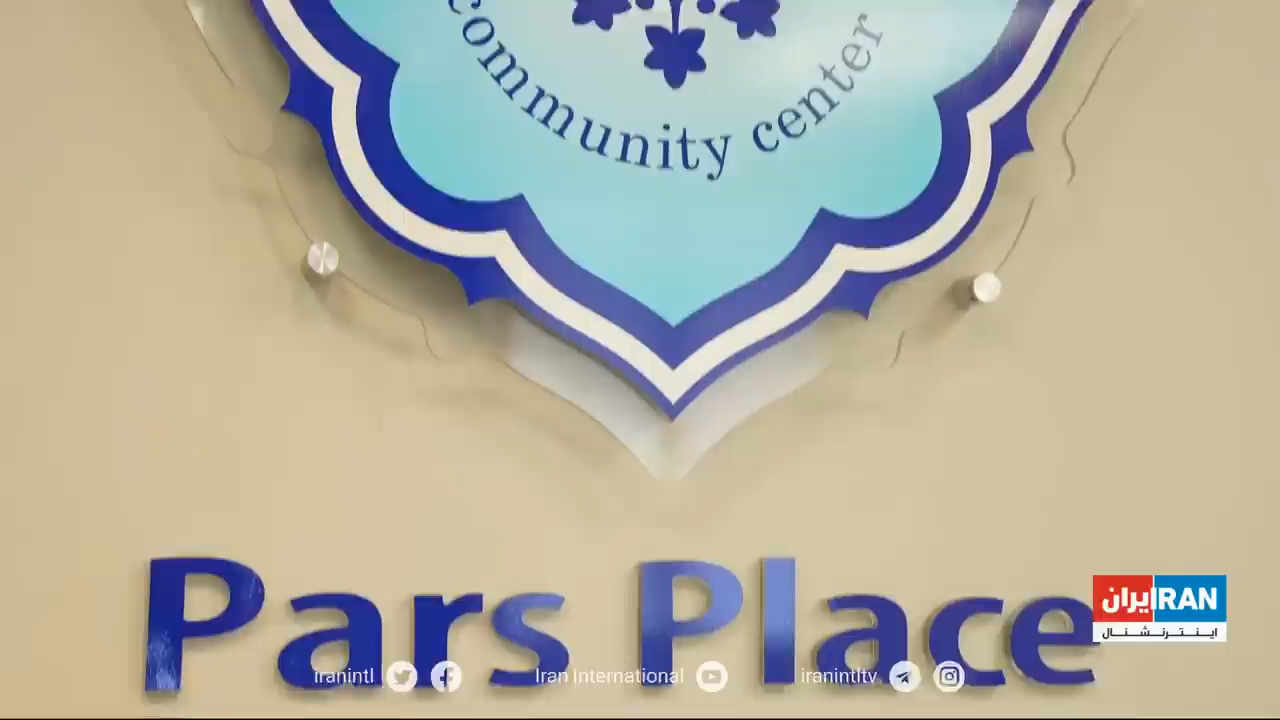 community center
Pars Place
ایران IRAN
اینترنشنال
iranintl
Iran International
iranintltv